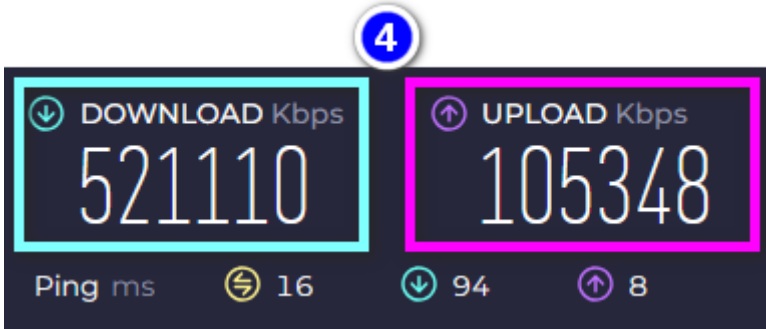 4
DOWNLOAD Kbps
521110
UPLOAD Kbps
105348
Ping ms 16 94 8